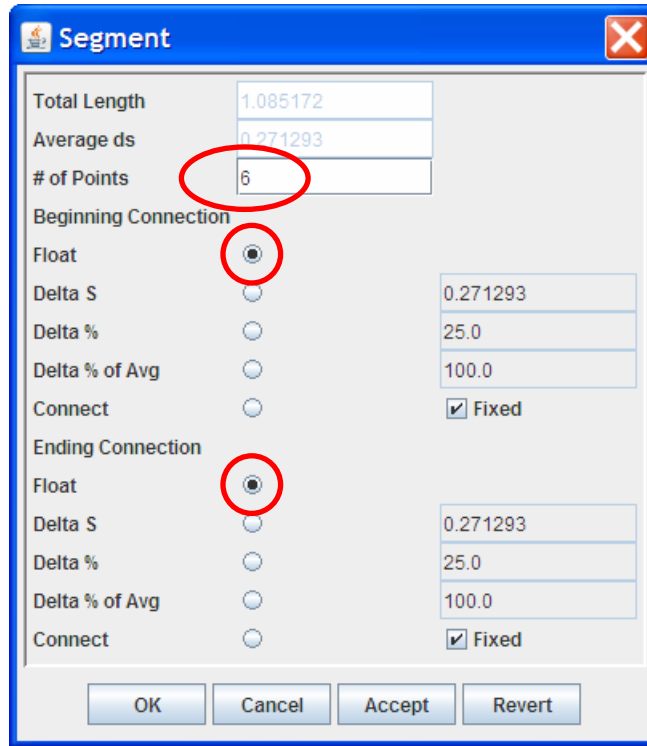 Segment
Total Length 1.085172
Average ds 0.271293
# of Points 6
Beginning Connection
Float
Delta S 0.271293
Delta % 25.0
Delta % of Avg 100.0
Connect Fixed
Ending Connection
Float
Delta S 0.271293
Delta % 25.0
Delta % of Avg 100.0
Connect Fixed
OK Cancel Accept Revert